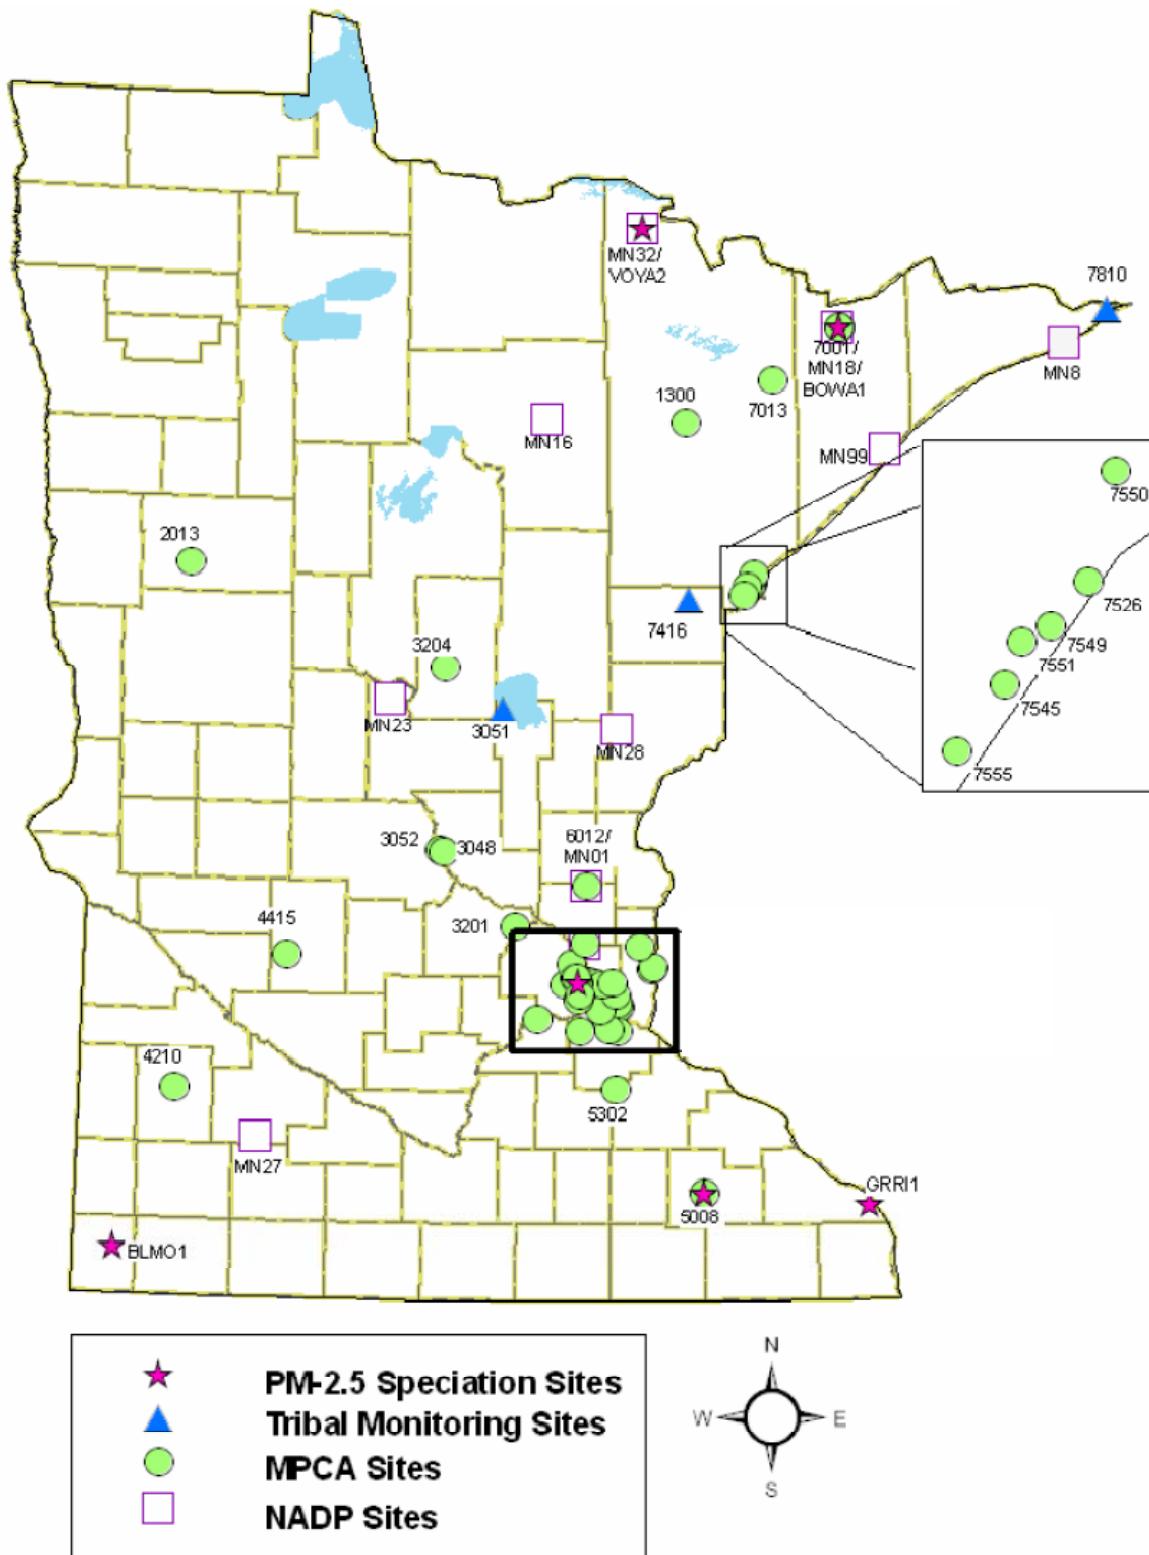 MN32/
VOYA2
7810
7001/
MN18/
BOWA1
MN8
1300
7013
MN16
MN99
7550
2013
7526
7416
7549
7551
3204
7545
MN23
3051
MN28
7555
3052
3048
6012/
MN01
4415
3201
4210
5302
MN27
GRRI1
5008
BLMO1
PM-2.5 Speciation Sites
Tribal Monitoring Sites
MPCA Sites
NADP Sites
N
W
E
S